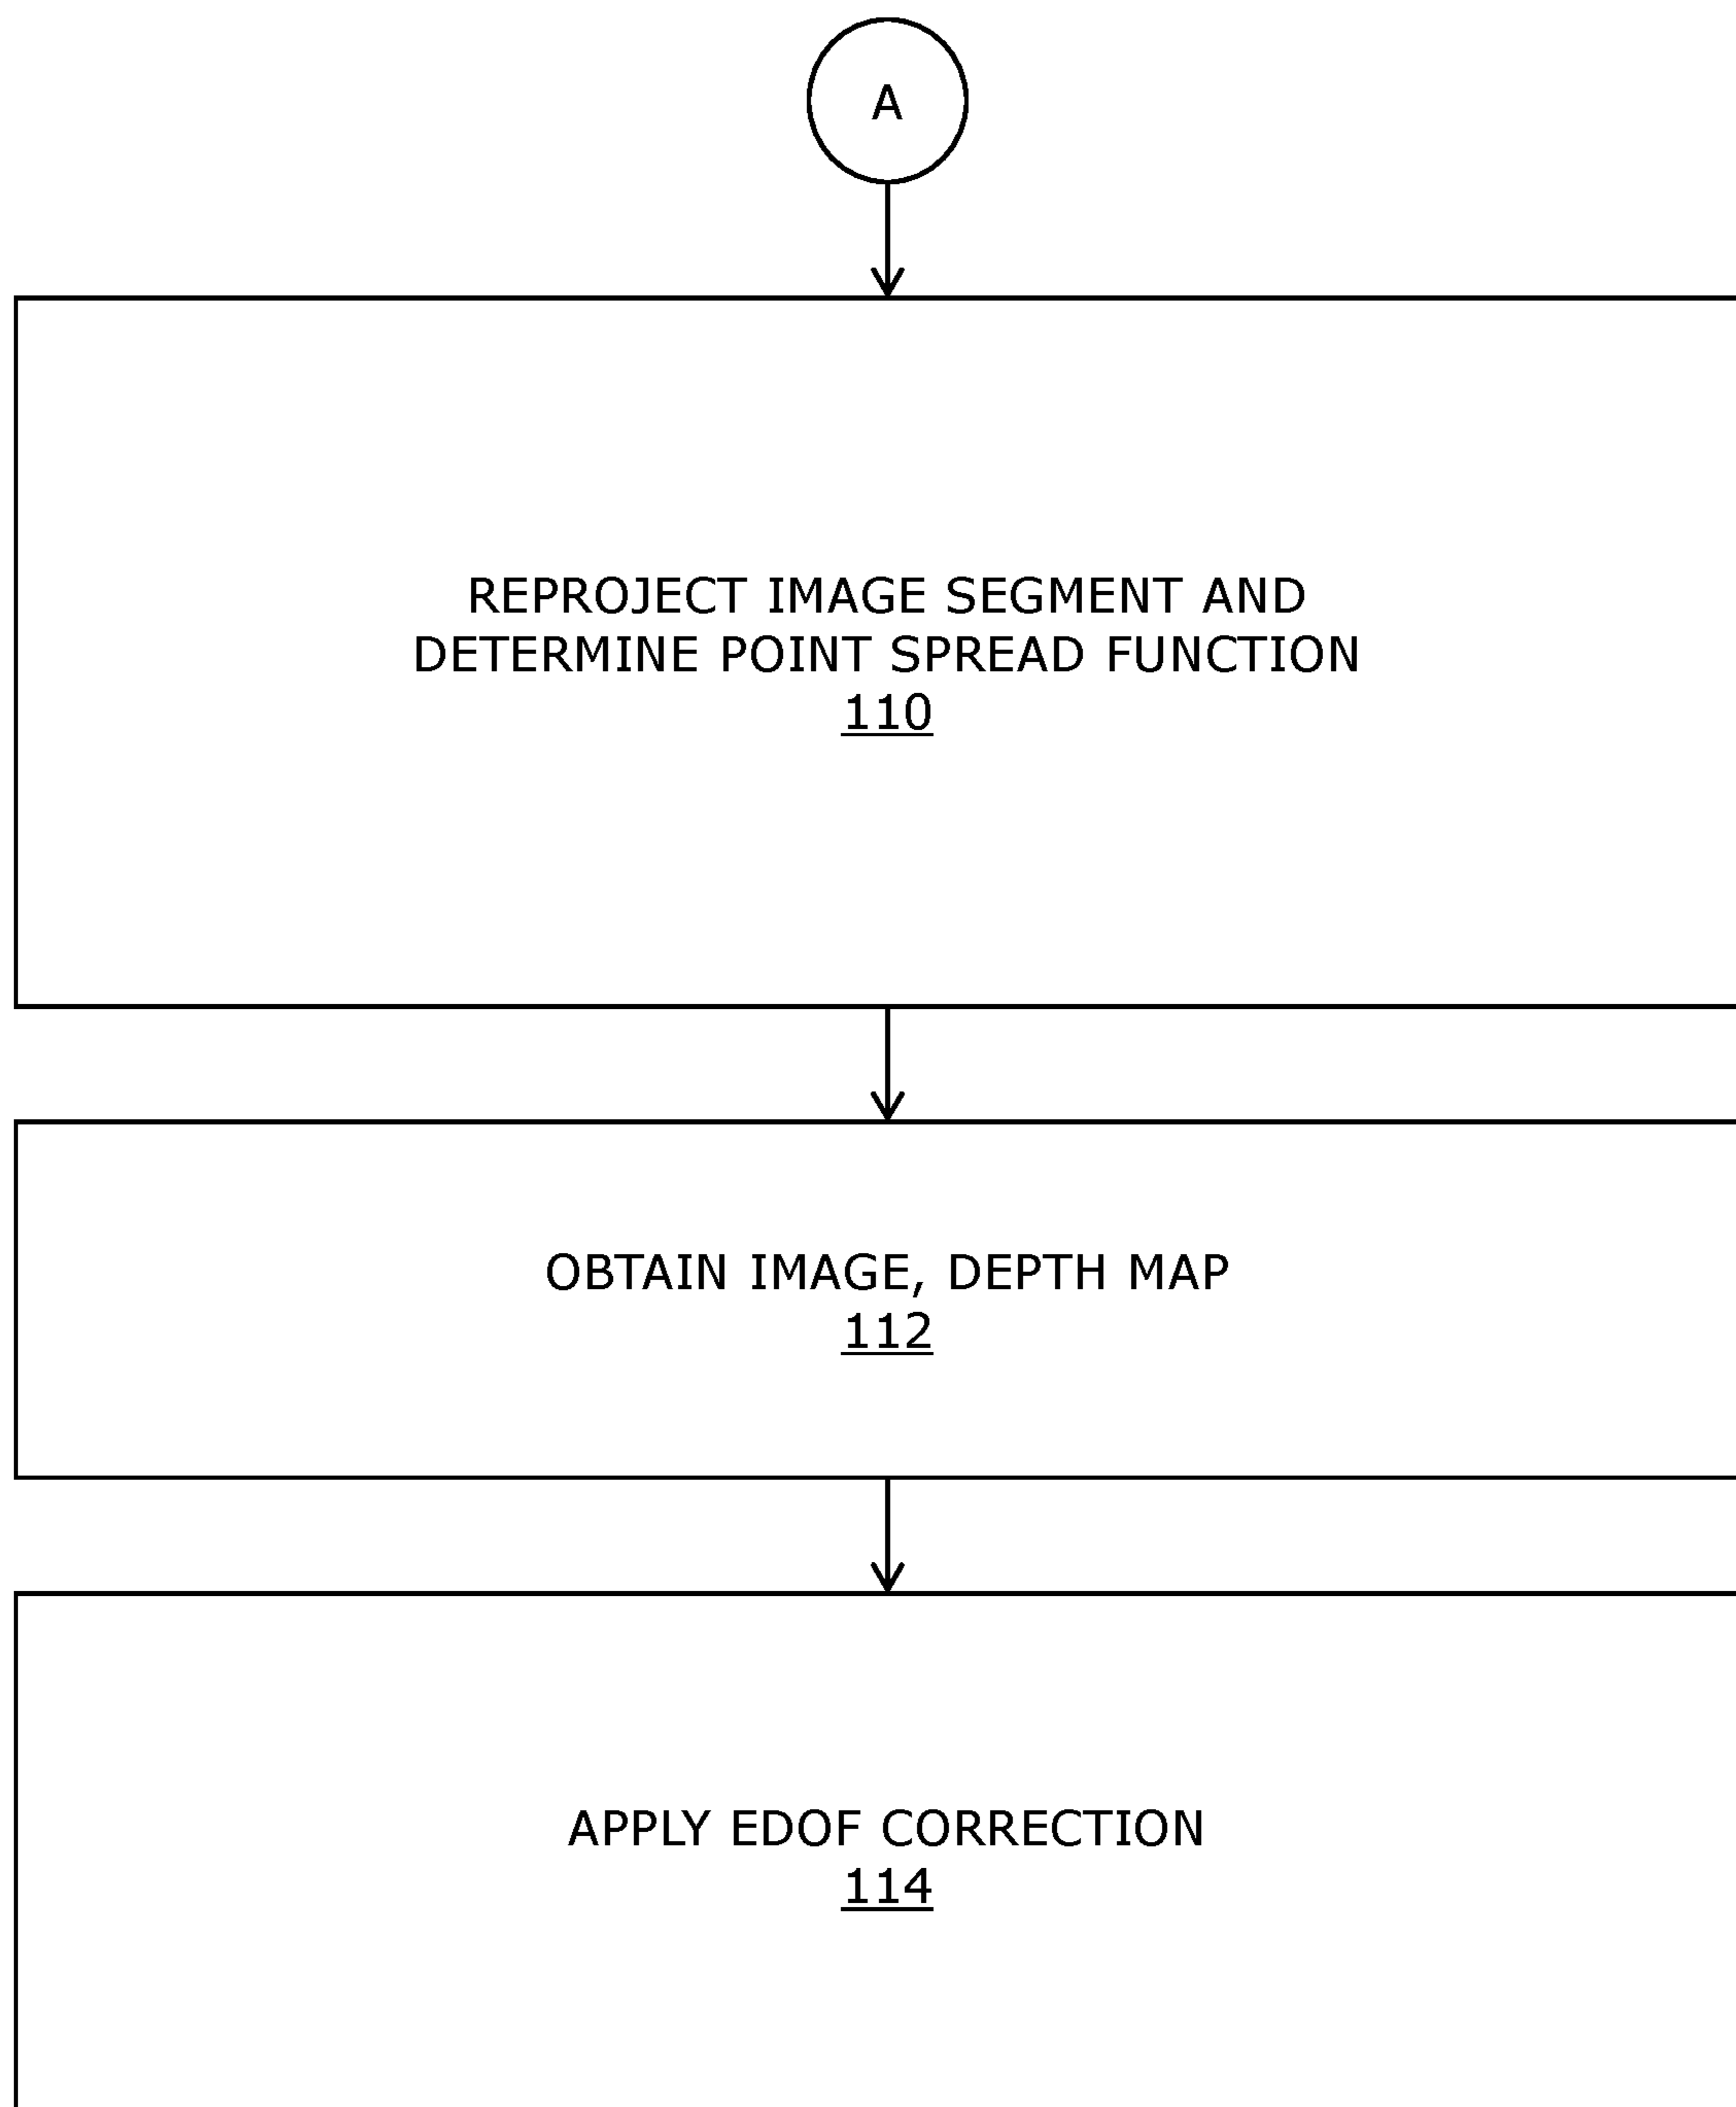 A
REPROJECT IMAGE SEGMENT AND
DETERMINE POINT SPREAD FUNCTION
110
OBTAIN IMAGE, DEPTH MAP
112
APPLY EDOF CORRECTION
114